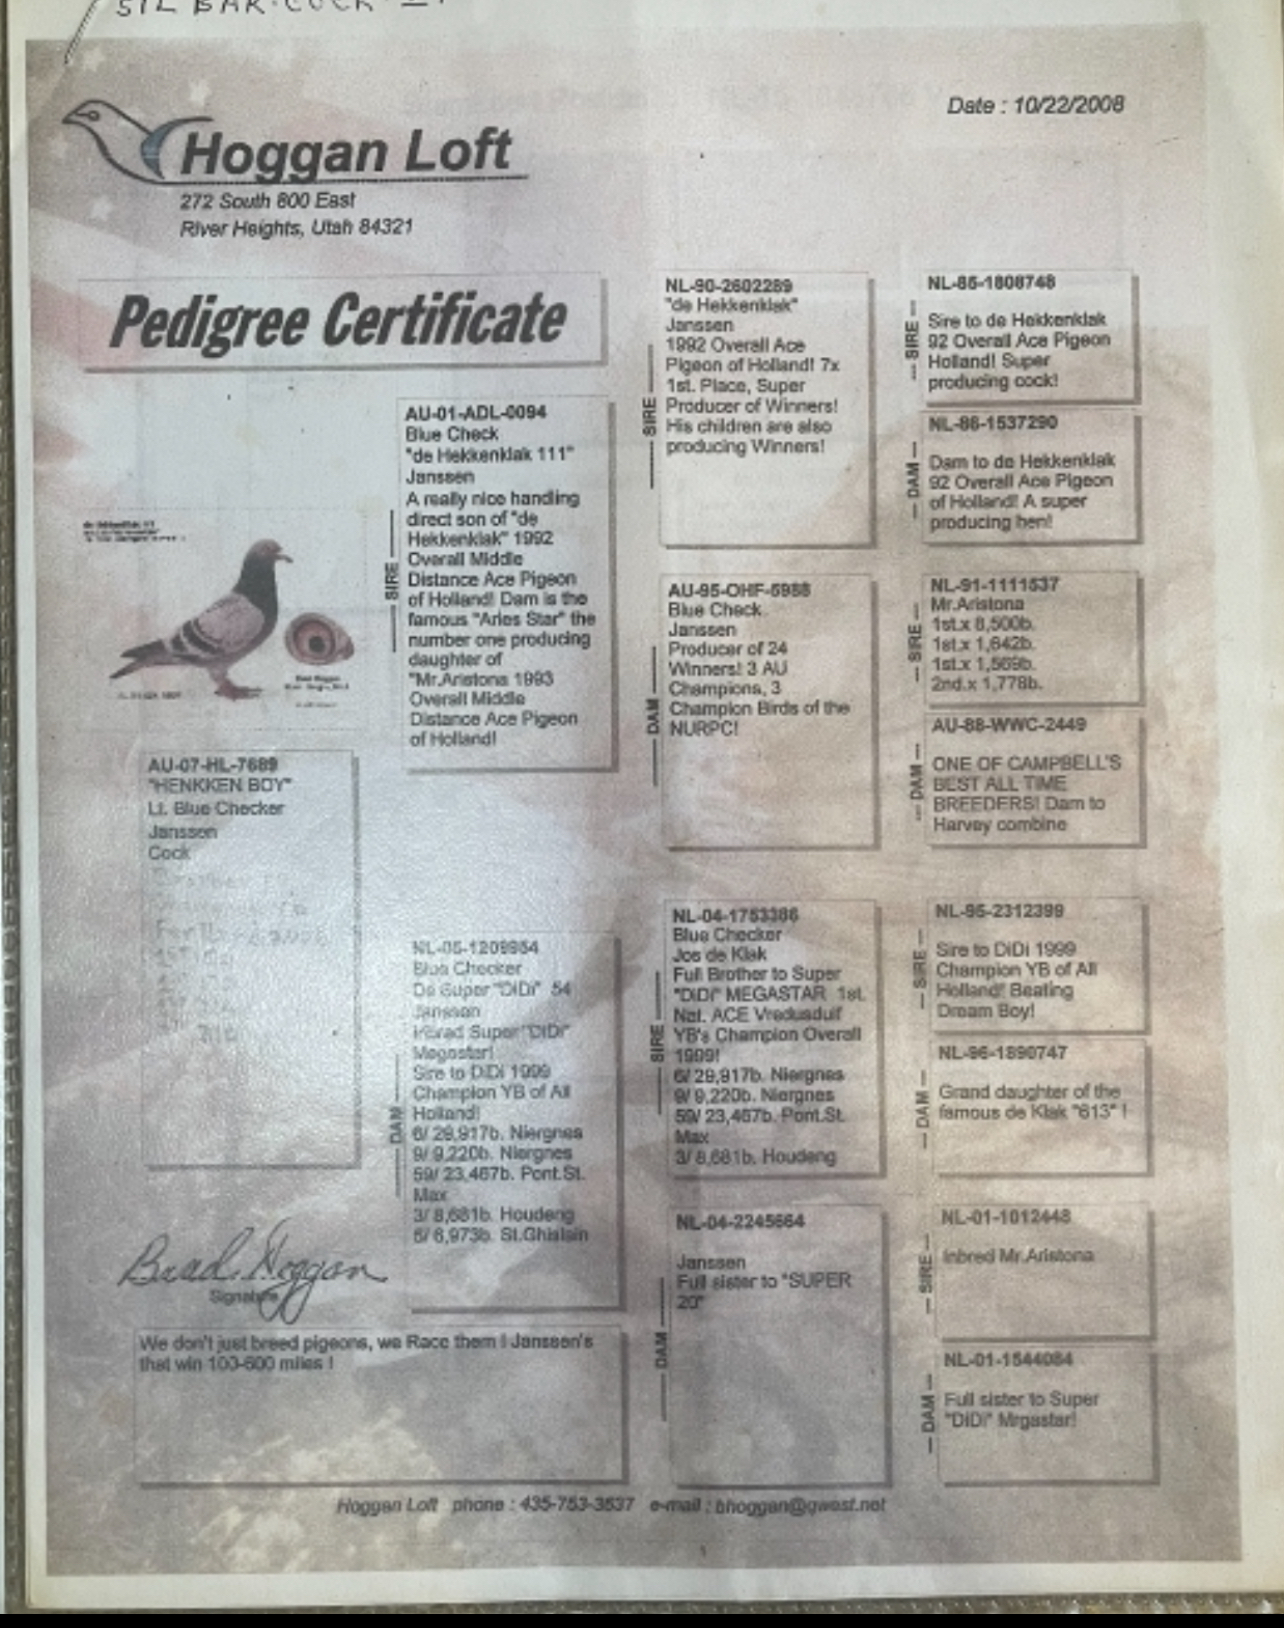 SIL BAR. COCK
Date : 10/22/2008
Hoggan Loft
272 South 800 East
River Heights, Utah 84321
Pedigree Certificate
AU-07-HL-7689
"HENKKEN BOY"
Lt. Blue Checker
Janssen
Cock
SIRE
AU-01-ADL-0094
Blue Check
"de Hekkenklak 111"
Janssen
A really nice handling
direct son of "de
Hekkenklak" 1992
Overall Middle
Distance Ace Pigeon
of Holland! Dam is the
famous "Aries Star" the
number one producing
daughter of
"Mr.Aristona 1993
Overall Middle
Distance Ace Pigeon
of Holland!
DAM
NL-05-1209954
Blue Checker
De Super "DiDi" 54
Janssen
Inbred Super "DiDi"
Megastar!
Sire to DiDi 1999
Champion YB of All
Holland!
6/ 29,917b. Niergnes
9/ 9,220b. Niergnes
59/ 23,467b. Pont.St.
Max
3/ 8,681b. Houdeng
6/ 6,973b. St.Ghislain
SIRE
NL-90-2602289
"de Hekkenklak"
Janssen
1992 Overall Ace
Pigeon of Holland! 7x
1st. Place, Super
Producer of Winners!
His children are also
producing Winners!
DAM
AU-95-OHF-5988
Blue Check
Janssen
Producer of 24
Winners! 3 AU
Champions, 3
Champion Birds of the
NURPC!
SIRE
NL-04-1753386
Blue Checker
Jos de Klak
Full Brother to Super
"DiDi" MEGASTAR 1st.
Nat. ACE Vredusduif
YB's Champion Overall
1999!
6/ 29,917b. Niergnes
9/ 9,220b. Niergnes
59/ 23,467b. Pont.St.
Max
3/ 8,681b. Houdeng
DAM
NL-04-2245664
Janssen
Full sister to "SUPER
20"
SIRE
NL-85-1808748
Sire to de Hekkenklak
92 Overall Ace Pigeon
Holland! Super
producing cock!
DAM
NL-86-1537290
Dam to de Hekkenklak
92 Overall Ace Pigeon
of Holland! A super
producing hen!
SIRE
NL-91-1111537
Mr.Aristona
1st.x 8,500b.
1st.x 1,642b.
1st.x 1,569b.
2nd.x 1,778b.
DAM
AU-88-WWC-2449
ONE OF CAMPBELL'S
BEST ALL TIME
BREEDERS! Dam to
Harvey combine
SIRE
NL-95-2312399
Sire to DiDi 1999
Champion YB of All
Holland! Beating
Dream Boy!
DAM
NL-96-1890747
Grand daughter of the
famous de Klak "613" !
SIRE
NL-01-1012448
Inbred Mr.Aristona
DAM
NL-01-1544084
Full sister to Super
"DiDi" Mrgastar!
Brad Hoggan
Signature
We don't just breed pigeons, we Race them ! Janssen's
that win 100-600 miles !
Hoggan Loft phone : 435-753-3537 e-mail : bhoggan@qwest.net
1